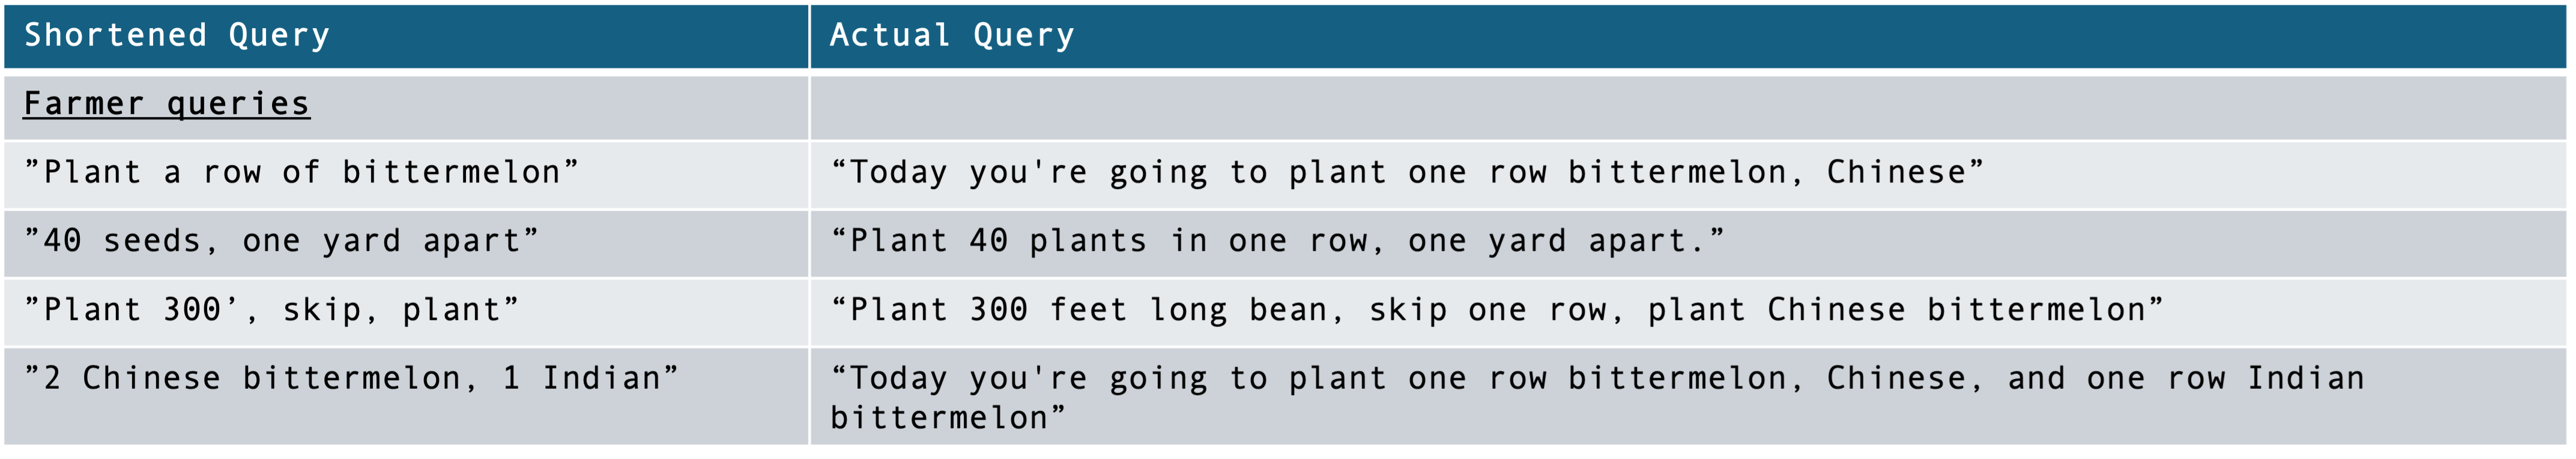 Shortened Query
Actual Query
Farmer queries
”Plant a row of bittermelon”
“Today you're going to plant one row bittermelon, Chinese”
”40 seeds, one yard apart”
“Plant 40 plants in one row, one yard apart.”
”Plant 300’, skip, plant”
“Plant 300 feet long bean, skip one row, plant Chinese bittermelon”
”2 Chinese bittermelon, 1 Indian”
“Today you're going to plant one row bittermelon, Chinese, and one row Indian
bittermelon”